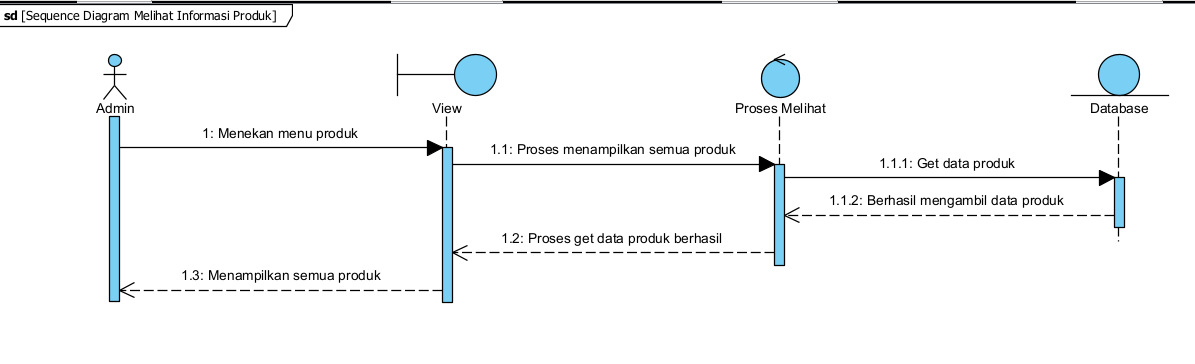 sd [Sequence Diagram Melihat Informasi Produk]
Admin
View
Proses Melihat
Database
1: Menekan menu produk
1.1: Proses menampilkan semua produk
1.1.1: Get data produk
1.1.2: Berhasil mengambil data produk
1.2: Proses get data produk berhasil
1.3: Menampilkan semua produk